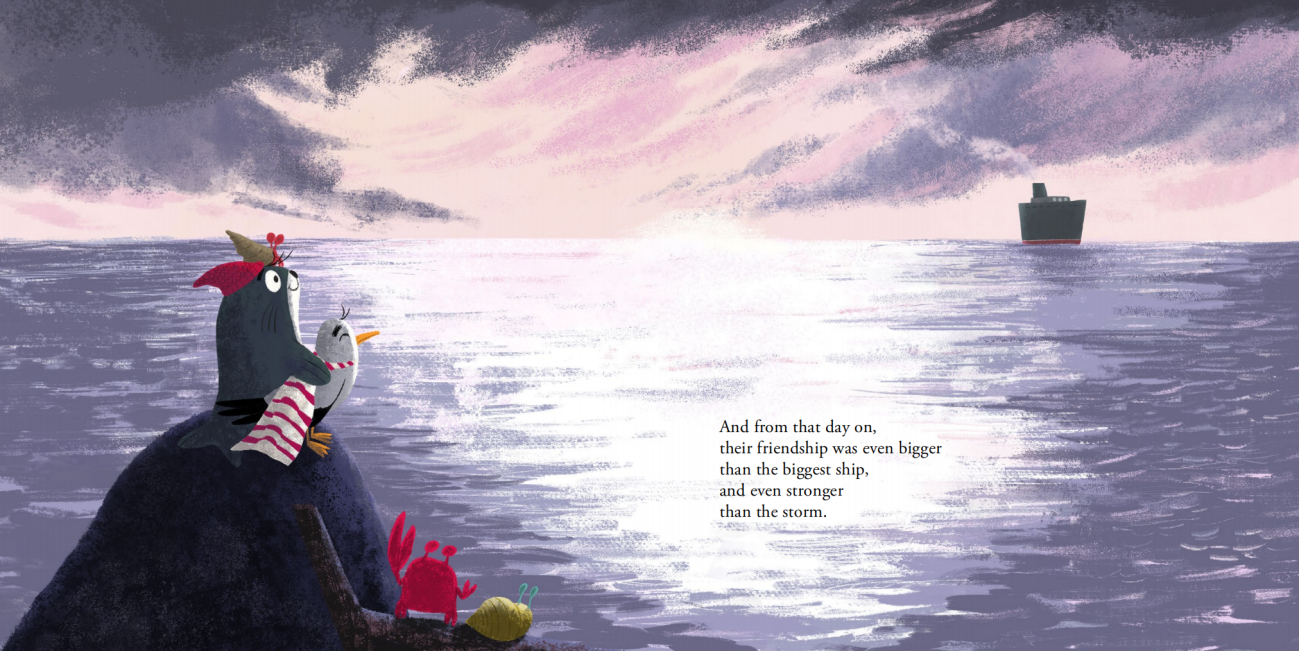 And from that day on,
their friendship was even bigger
than the biggest ship,
and even stronger
than the storm.